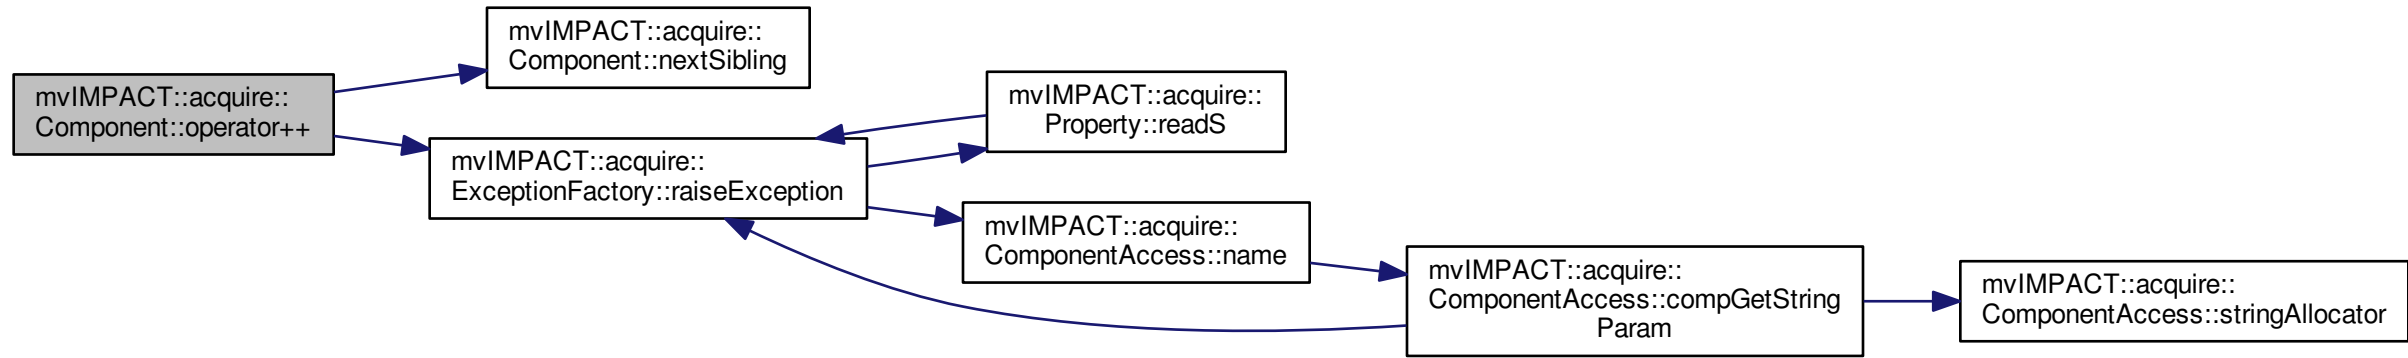 mvIMPACT::acquire::
Component::operator++
mvIMPACT::acquire::
Component::nextSibling
mvIMPACT::acquire::
ExceptionFactory::raiseException
mvIMPACT::acquire::
Property::readS
mvIMPACT::acquire::
ComponentAccess::name
mvIMPACT::acquire::
ComponentAccess::compGetString
Param
mvIMPACT::acquire::
ComponentAccess::stringAllocator